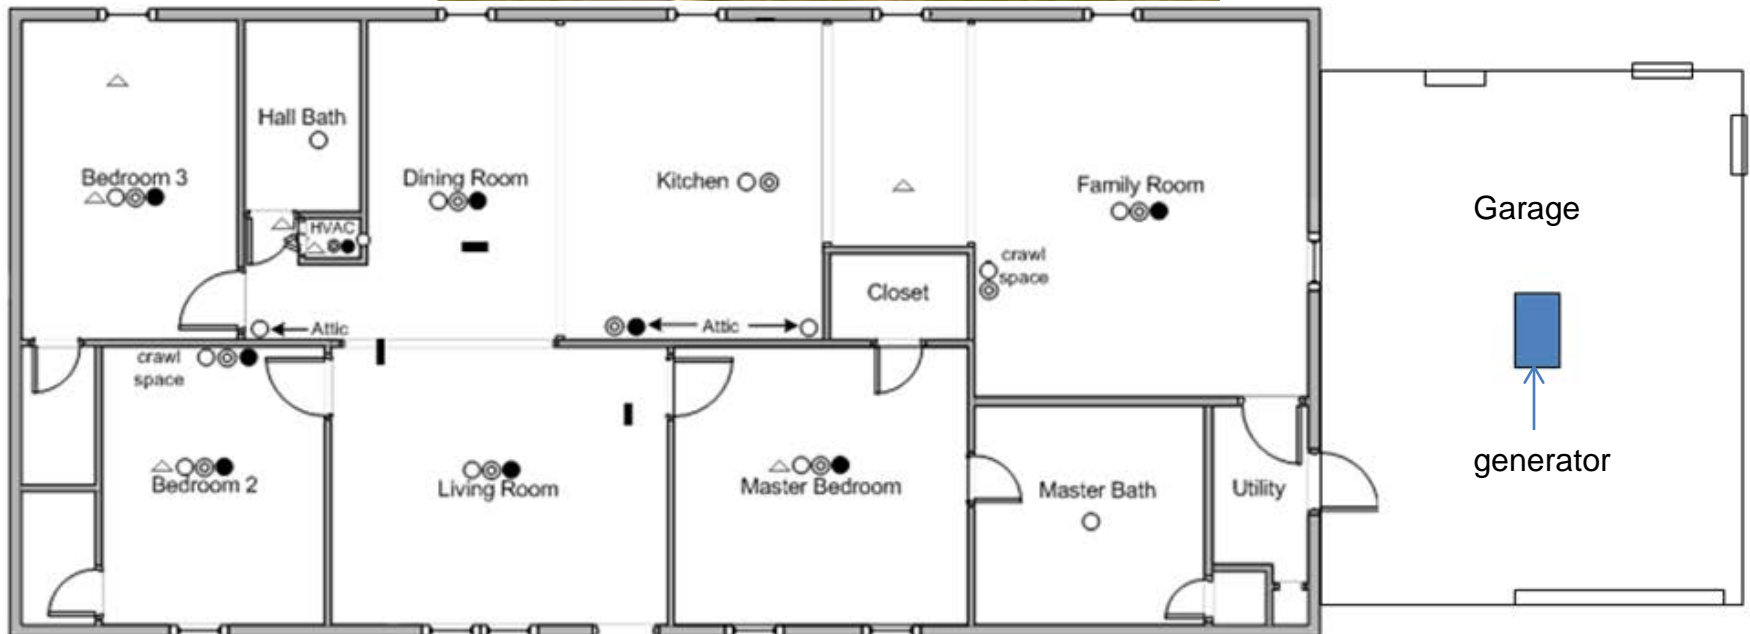 Hall Bath
Bedroom 3
Dining Room
Kitchen
Family Room
Garage
HVAC
crawl
space
Closet
Attic
Attic
crawl
space
generator
Bedroom 2
Living Room
Master Bedroom
Master Bath
Utility